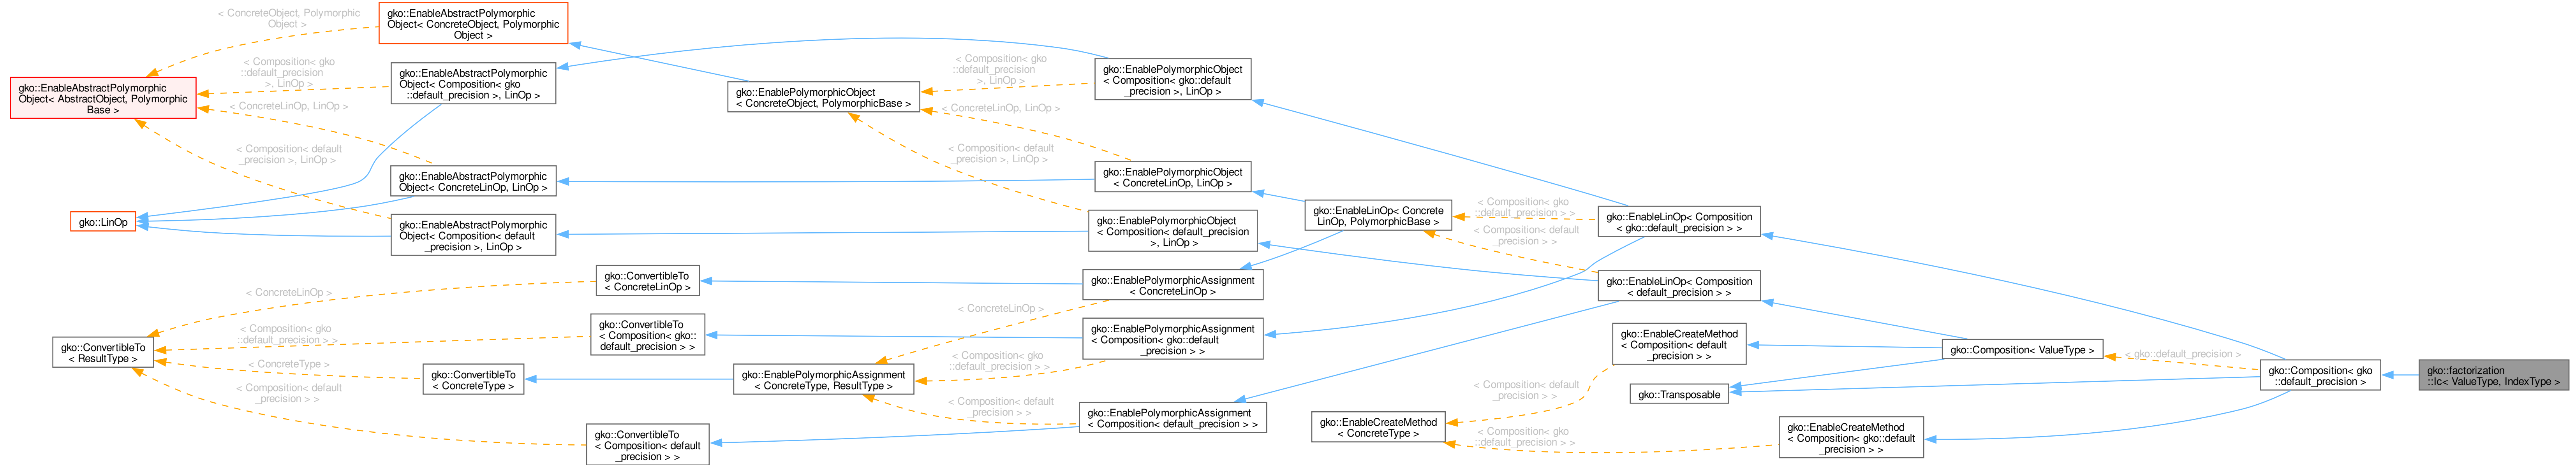 < ConcreteObject, Polymorphic
Object >
gko::EnableAbstractPolymorphic
Object< ConcreteObject, Polymorphic
Object >
gko::EnableAbstractPolymorphic
Object< AbstractObject, Polymorphic
Base >
< Composition< gko
::default_precision
>, LinOp >
< ConcreteLinOp, LinOp >
< Composition< default
_precision >, LinOp >
gko::EnableAbstractPolymorphic
Object< Composition< gko
::default_precision >, LinOp >
gko::EnableAbstractPolymorphic
Object< ConcreteLinOp, LinOp >
gko::LinOp
gko::EnableAbstractPolymorphic
Object< Composition< default
_precision >, LinOp >
gko::EnablePolymorphicObject
< ConcreteObject, PolymorphicBase >
< Composition< gko
::default_precision
>, LinOp >
< ConcreteLinOp, LinOp >
< Composition< default
_precision >, LinOp >
gko::EnablePolymorphicObject
< Composition< gko::default
_precision >, LinOp >
gko::EnablePolymorphicObject
< ConcreteLinOp, LinOp >
gko::EnablePolymorphicObject
< Composition< default_precision
>, LinOp >
gko::EnableLinOp< Concrete
LinOp, PolymorphicBase >
< Composition< gko
::default_precision > >
< Composition< default
_precision > >
gko::EnableLinOp< Composition
< gko::default_precision > >
gko::EnableLinOp< Composition
< default_precision > >
gko::ConvertibleTo
< ResultType >
< ConcreteLinOp >
< Composition< gko
::default_precision > >
< ConcreteType >
< Composition< default
_precision > >
gko::ConvertibleTo
< ConcreteLinOp >
gko::ConvertibleTo
< Composition< gko::
default_precision > >
gko::ConvertibleTo
< ConcreteType >
gko::ConvertibleTo
< Composition< default
_precision > >
gko::EnablePolymorphicAssignment
< ConcreteType, ResultType >
< ConcreteLinOp >
< Composition< gko
::default_precision > >
< Composition< default
_precision > >
gko::EnablePolymorphicAssignment
< ConcreteLinOp >
gko::EnablePolymorphicAssignment
< Composition< gko::default
_precision > >
gko::EnablePolymorphicAssignment
< Composition< default_precision > >
gko::EnableCreateMethod
< ConcreteType >
< Composition< default
_precision > >
< Composition< gko
::default_precision > >
gko::EnableCreateMethod
< Composition< default
_precision > >
gko::Transposable
gko::EnableCreateMethod
< Composition< gko::default
_precision > >
gko::Composition< ValueType >
< gko::default_precision >
gko::Composition< gko
::default_precision >
gko::factorization
::Ic< ValueType, IndexType >